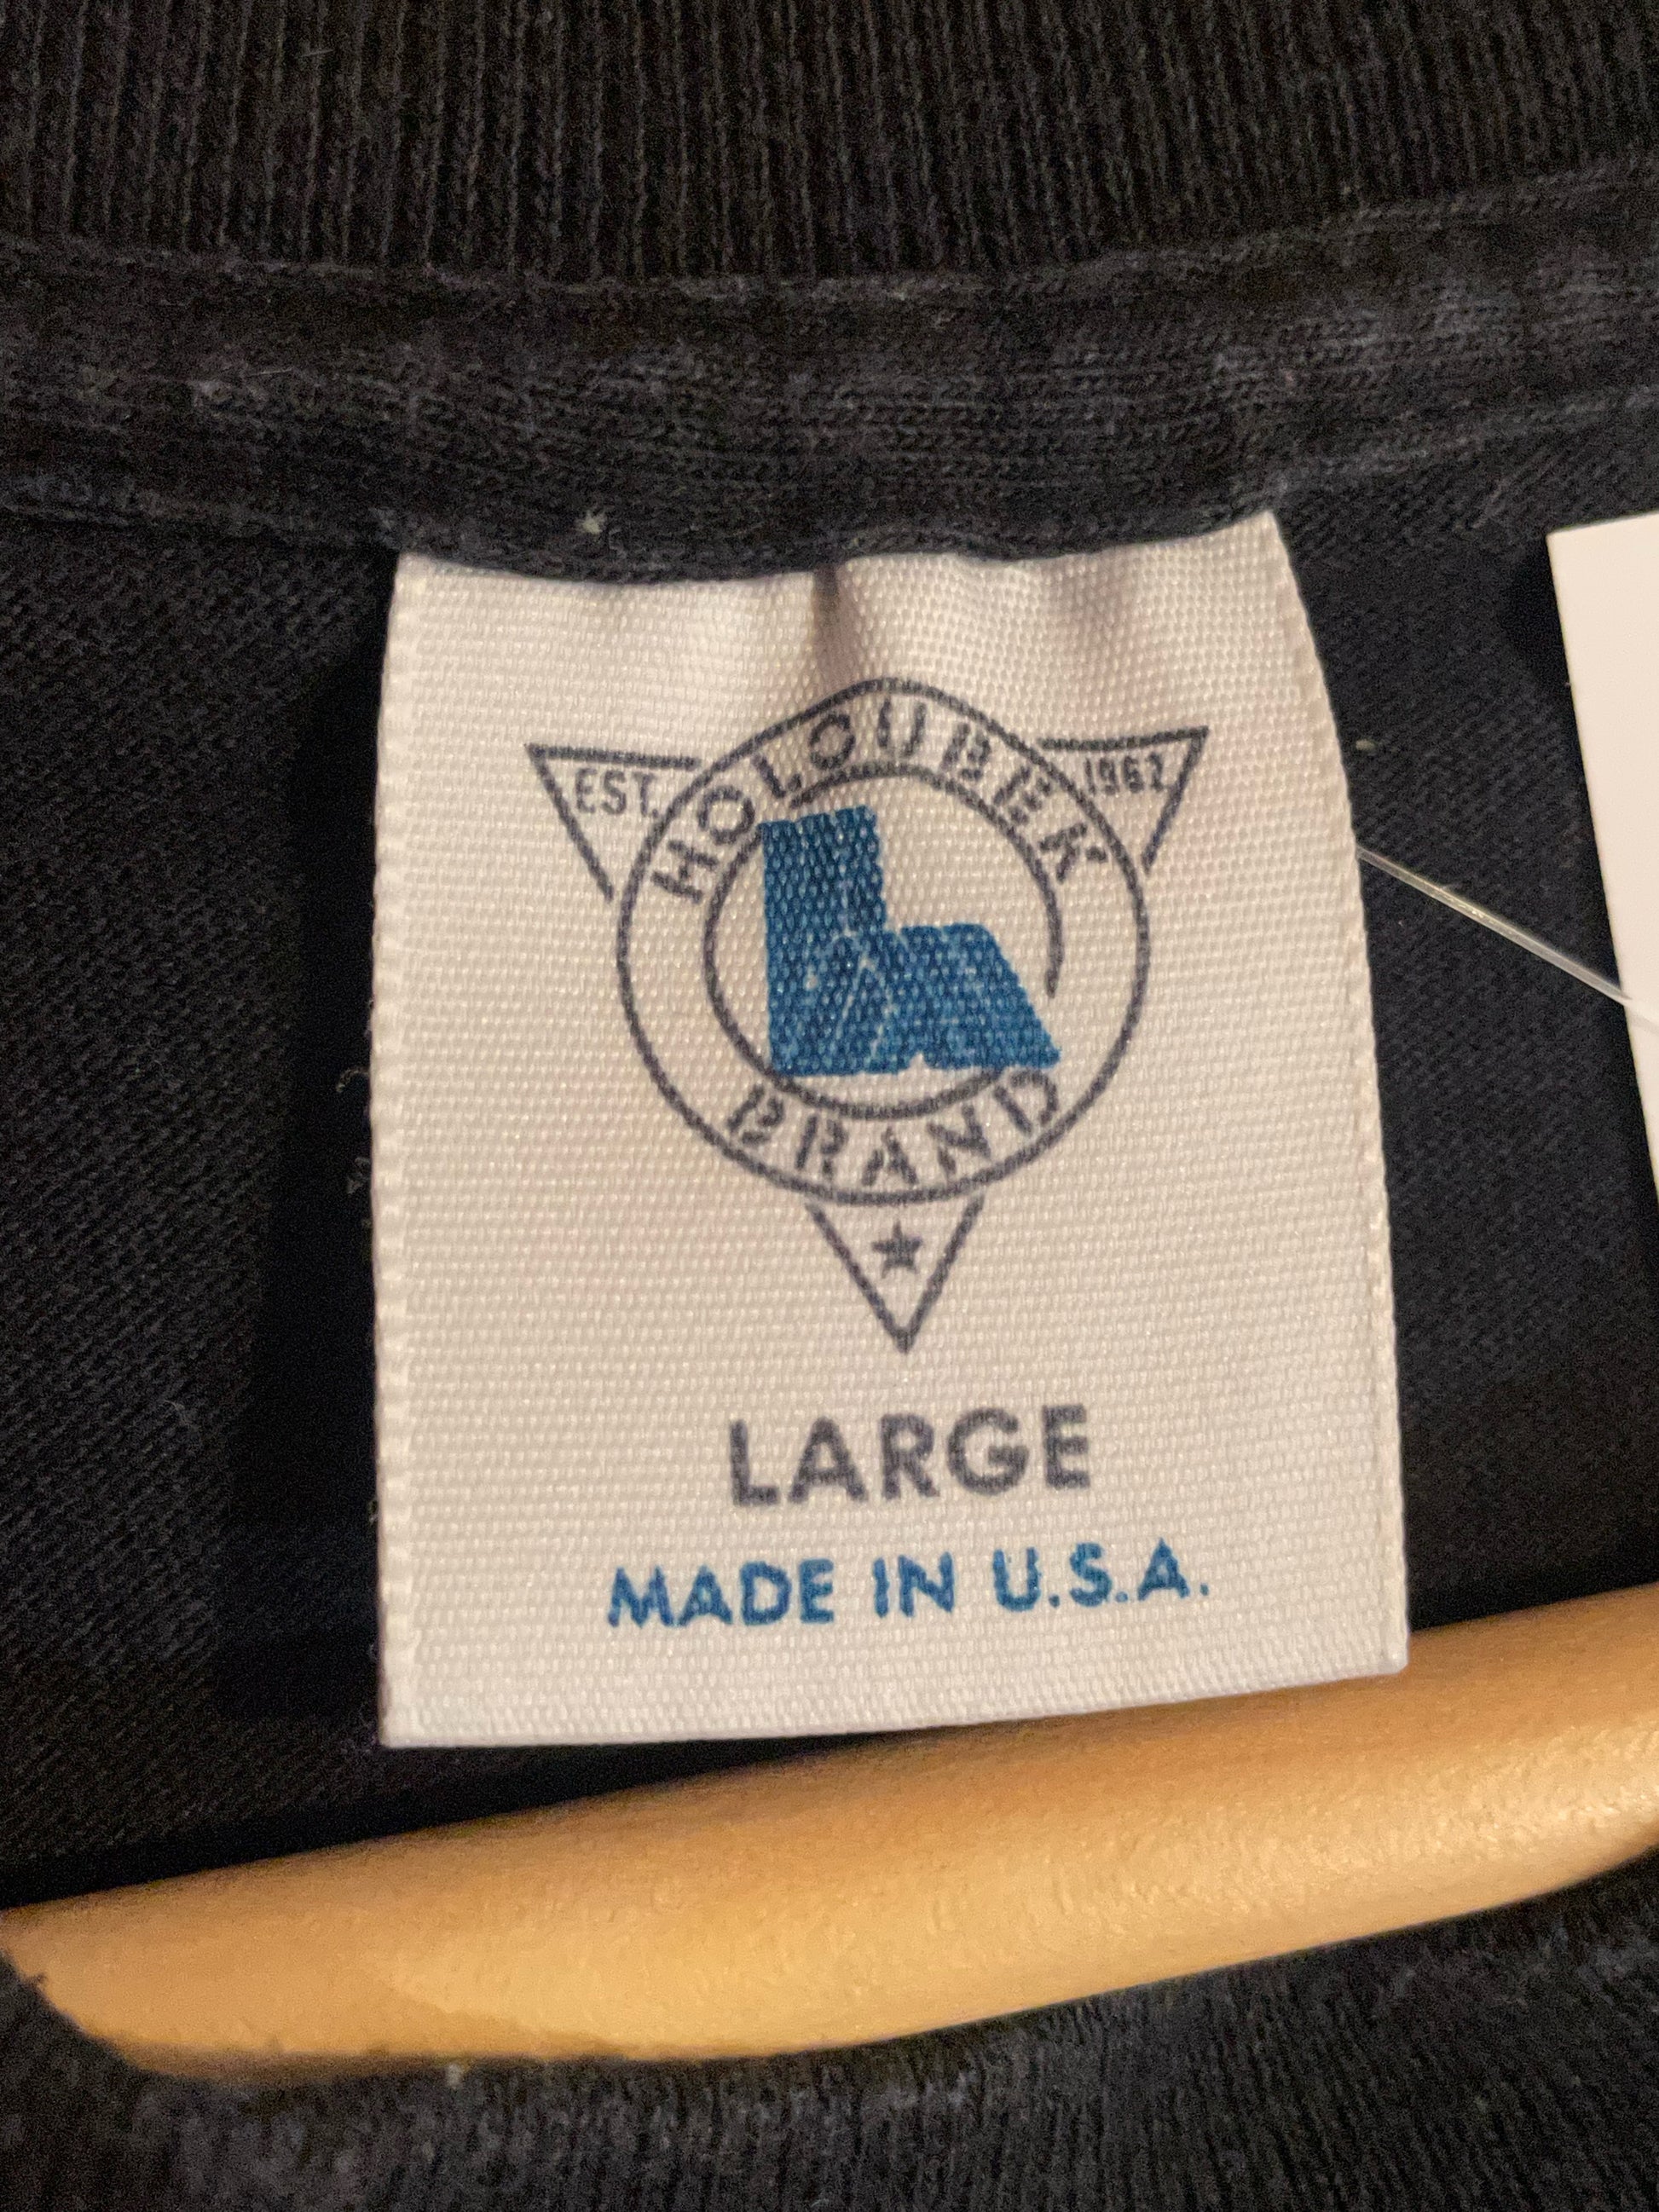 EST.
HOLOUBEK
1962
BRAND
LARGE
MADE IN U.S.A.